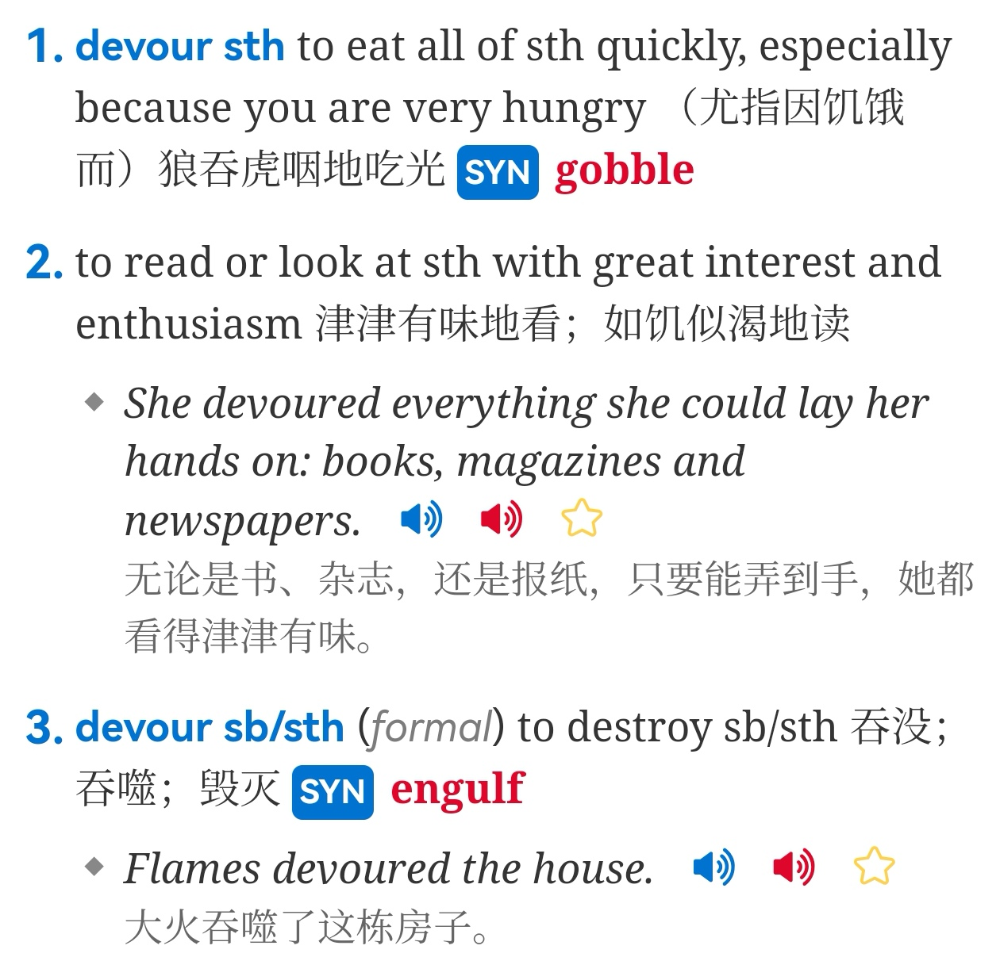 1. devour sth to eat all of sth quickly, especially
because you are very hungry （尤指因饥饿
而）狼吞虎咽地吃光 SYN gobble
2. to read or look at sth with great interest and
enthusiasm 津津有味地看；如饥似渴地读
◆ She devoured everything she could lay her
hands on: books, magazines and
newspapers.
无论是书、杂志，还是报纸，只要能弄到手，她都
看得津津有味。
3. devour sb/sth (formal) to destroy sb/sth 吞没；
吞噬；毁灭 SYN engulf
◆ Flames devoured the house.
大火吞噬了这栋房子。